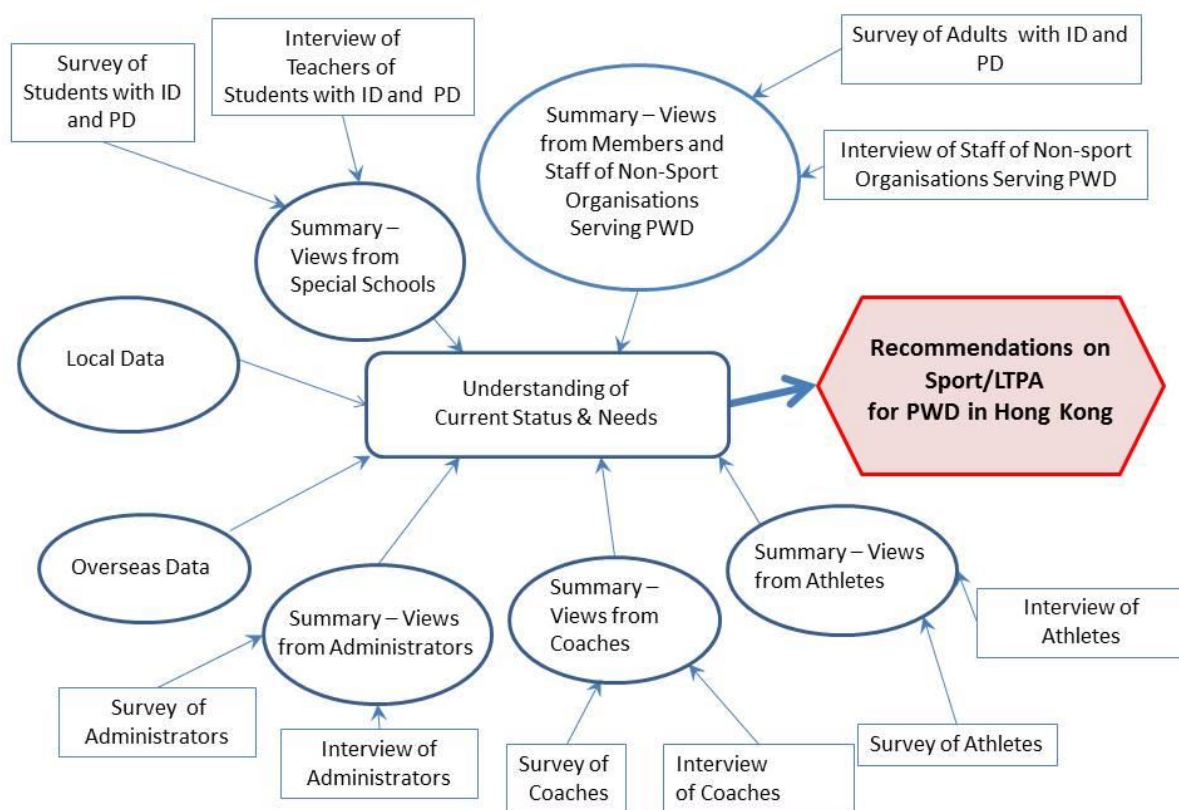 Survey of
Students with ID
and PD
Interview of
Teachers of
Students with ID and PD
Survey of Adults with ID and
PD
Summary – Views
from Members and
Staff of Non-Sport
Organisations
Serving PWD
Interview of Staff of Non-sport
Organisations Serving PWD
Summary –
Views from
Special Schools
Local Data
Understanding of
Current Status & Needs
Recommendations on
Sport/LTPA
for PWD in Hong Kong
Overseas Data
Summary – Views
from Administrators
Summary –
Views from
Coaches
Summary – Views
from Athletes
Interview of
Athletes
Survey of
Administrators
Interview of
Administrators
Survey of
Coaches
Interview
of Coaches
Survey of Athletes